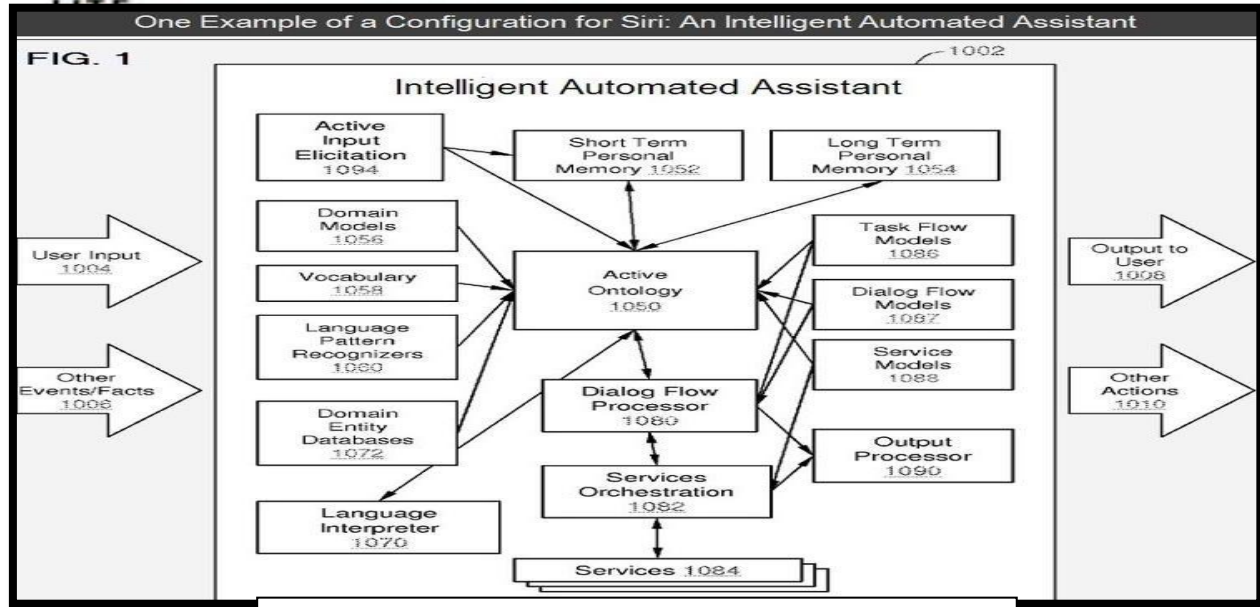 One Example of a Configuration for Siri: An Intelligent Automated Assistant
FIG. 1
1002
Intelligent Automated Assistant
Active
Input
Elicitation
1094
Short Term
Personal
Memory 1052
Long Term
Personal
Memory 1054
Domain
Models
1056
Task Flow
Models
1086
User Input
1004
Active
Ontology
1050
Output to
User
1008
Vocabulary
1058
Dialog Flow
Models
1087
Language
Pattern
Recognizers
1060
Service
Models
1088
Other
Events/Facts
1006
Dialog Flow
Processor
1080
Other
Actions
1010
Domain
Entity
Databases
1072
Output
Processor
1090
Services
Orchestration
1082
Language
Interpreter
1070
Services 1084